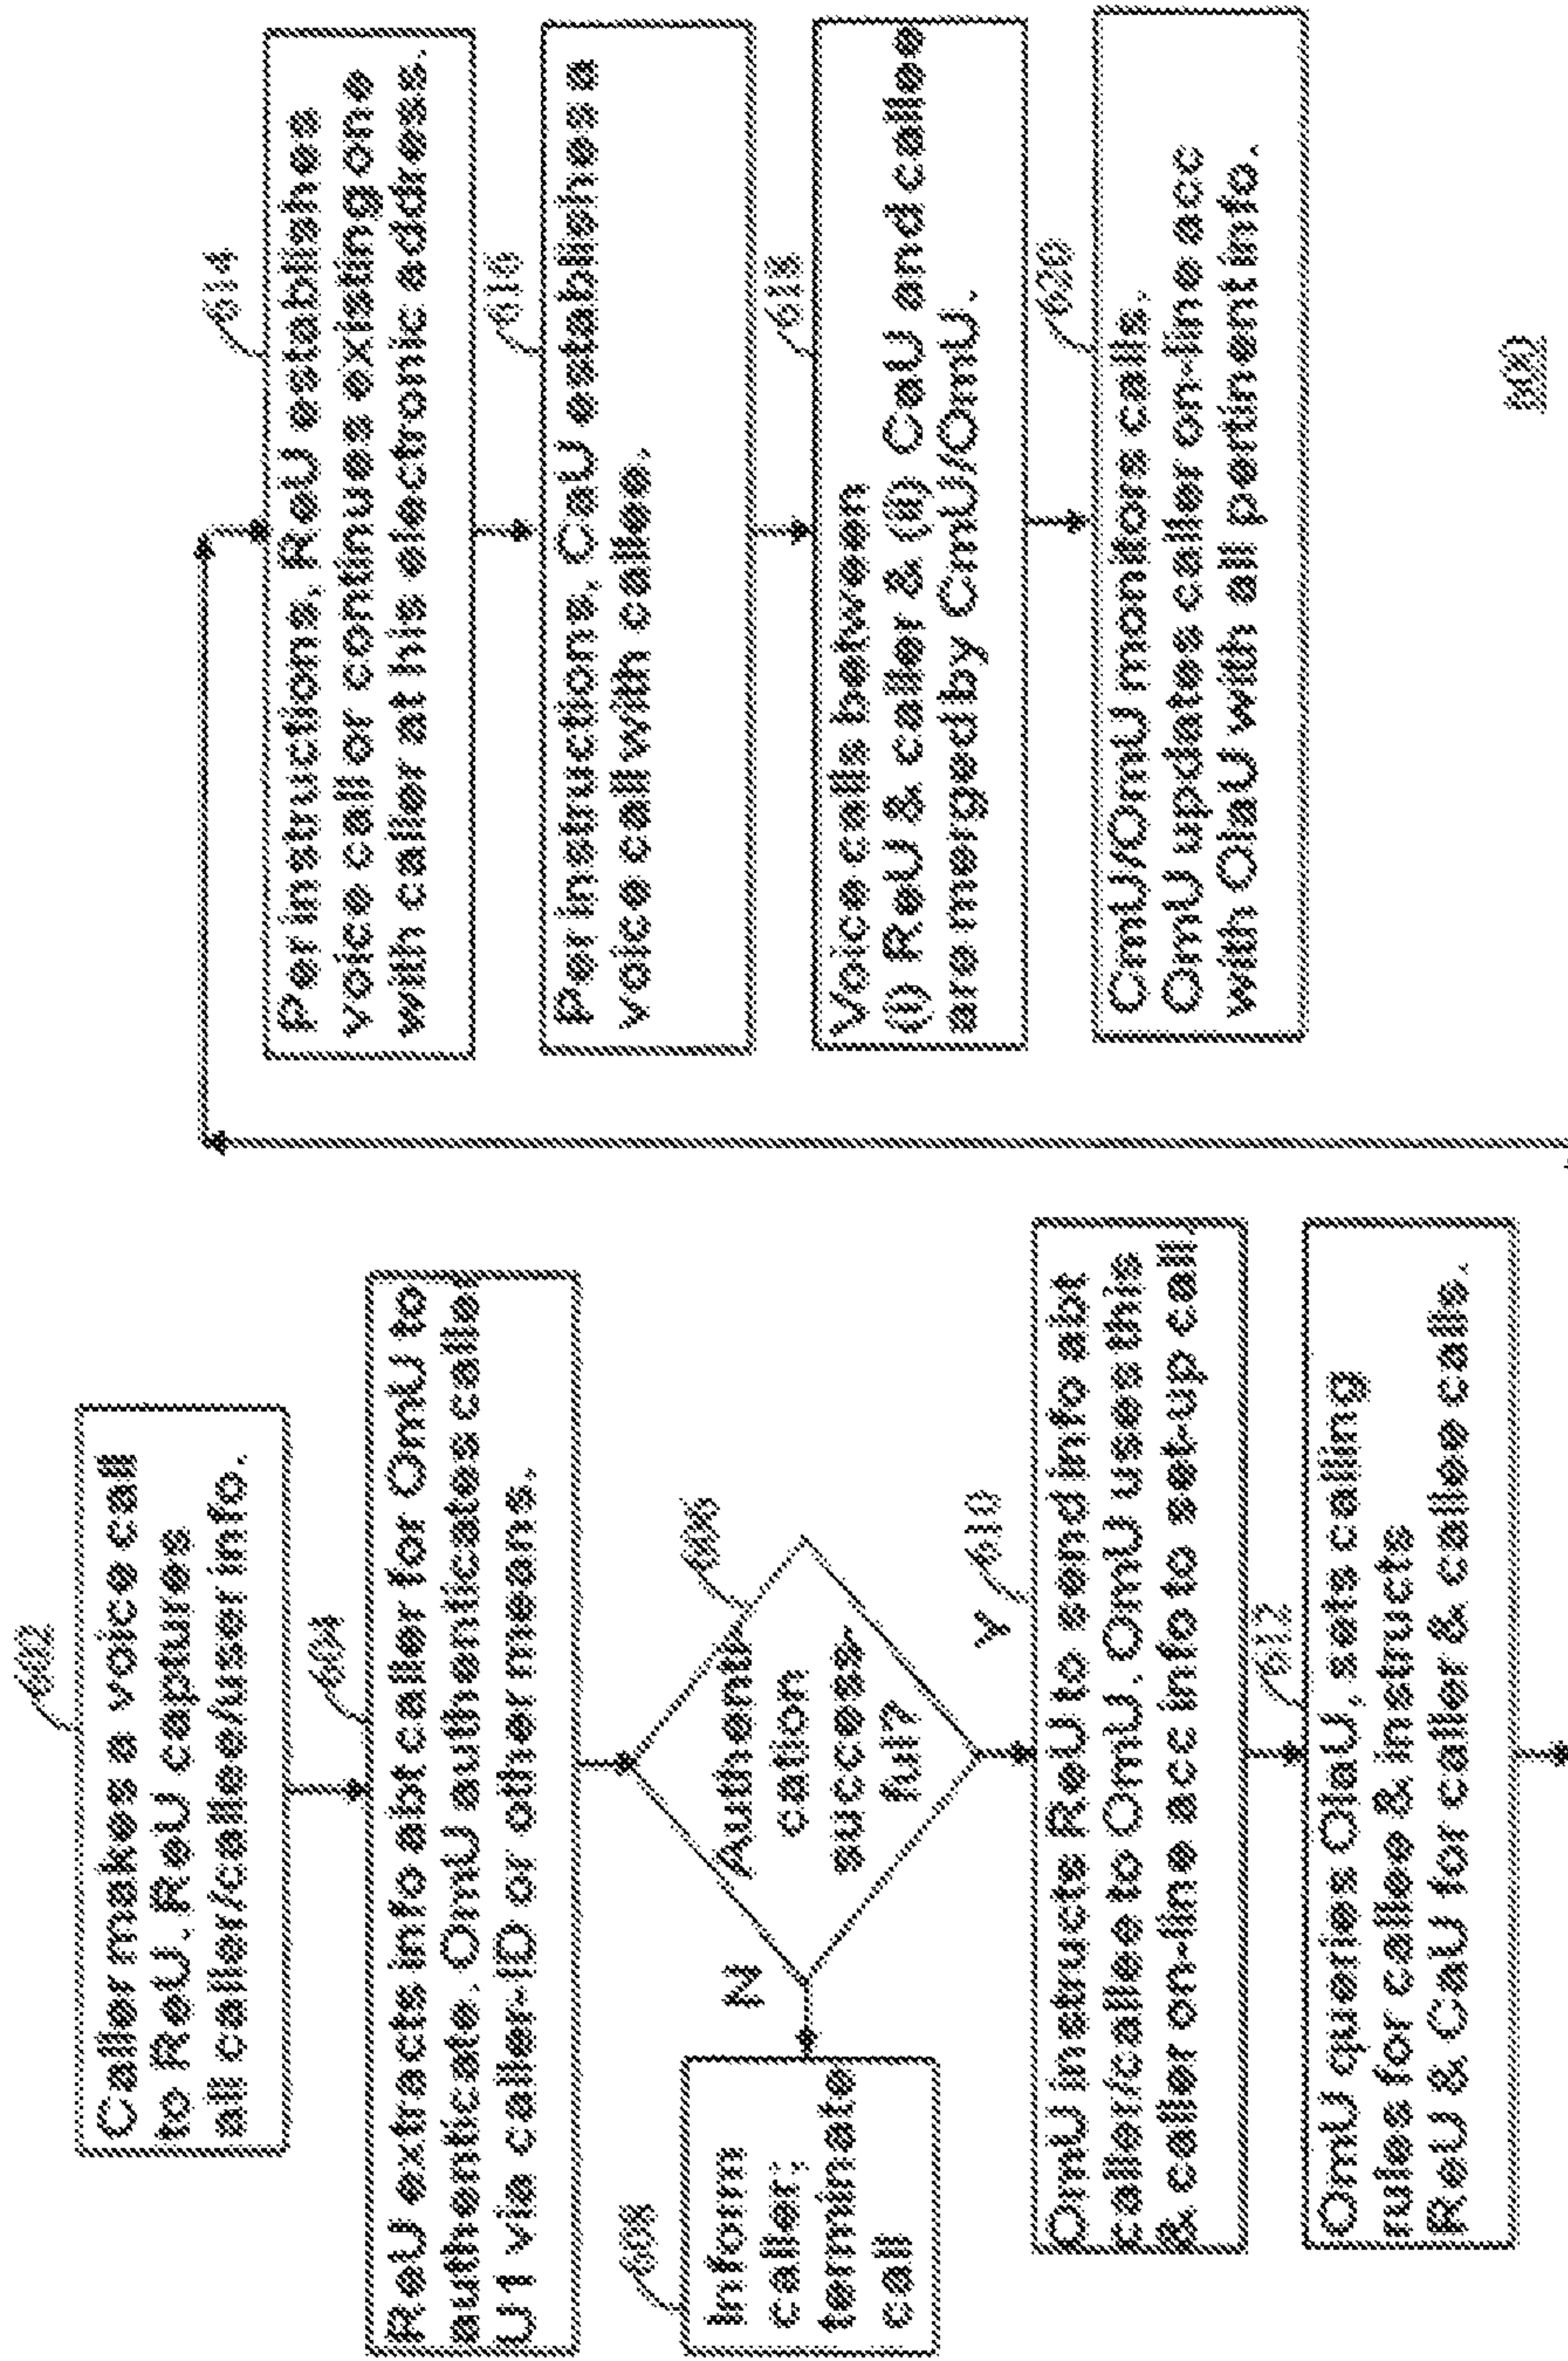 602
Caller makes a voice call
to ReU. ReU captures
all caller/callee/user info.
604
ReU extracts info abt caller for OmU to
authenticate. OmU authenticates caller
U1 via caller-ID or other means.
606
Authenti
cation
success
ful?
N
Y
608
Inform
caller;
terminate
call
610
OmU instructs ReU to send info abt
caller/callee to OmU. OmU uses this
& caller on-line acc info to set-up call
612
OmU queries OlaU, sets calling
rules for callee & instructs
ReU & CaU for caller & callee calls.
614
Per instructions, ReU establishes
voice call or continues existing one
with caller at his electronic address.
616
Per instructions, CaU establishes a
voice call with callee.
618
Voice calls between
(i) ReU & caller & (ii) CaU and callee
are merged by CmU/OmU.
620
CmU/OmU monitors calls.
OmU updates caller on-line acc
with OlaU with all pertinent info.
600